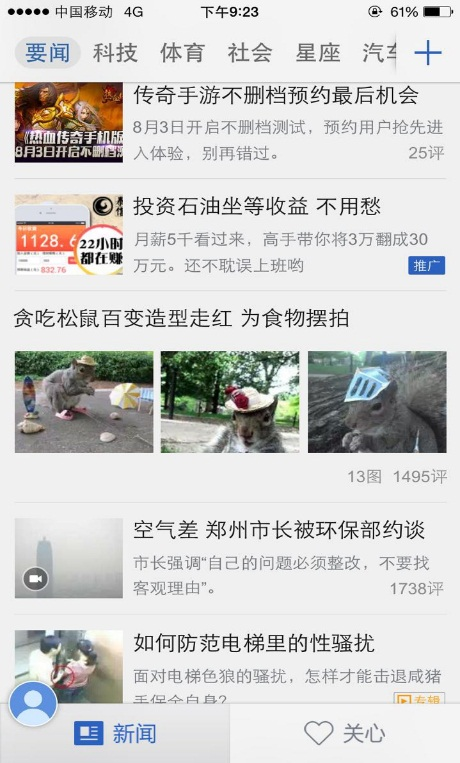 中国移动 4G 下午9:23 61%
要闻 科技 体育 社会 星座 汽车
传奇手游不删档预约最后机会
8月3日开启不删档测试，预约用户抢先进
入体验，别再错过。 25评
《热血传奇手机版
8月3日开启不删档测
投资石油坐等收益 不用愁
月薪5千看过来，高手带你将3万翻成30
万元。还不耽误上班哟 推广
1128.6
832.76
22小时
都在赚
贪吃松鼠百变造型走红 为食物摆拍
13图 1495评
空气差 郑州市长被环保部约谈
市长强调“自己的问题必须整改，不要找
客观理由”。 1738评
如何防范电梯里的性骚扰
面对电梯色狼的骚扰，怎样才能击退咸猪
手保全自身? 专辑
新闻 关心